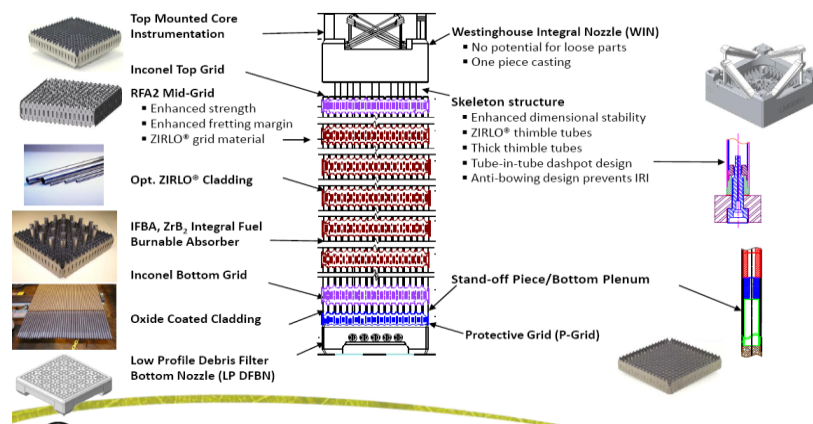 Top Mounted Core
Instrumentation
Inconel Top Grid
RFA2 Mid-Grid
▪ Enhanced strength
▪ Enhanced fretting margin
▪ ZIRLO® grid material
Opt. ZIRLO® Cladding
IFBA, ZrB₂ Integral Fuel
Burnable Absorber
Inconel Bottom Grid
Oxide Coated Cladding
Low Profile Debris Filter
Bottom Nozzle (LP DFBN)
Westinghouse Integral Nozzle (WIN)
▪ No potential for loose parts
▪ One piece casting
Skeleton structure
▪ Enhanced dimensional stability
▪ ZIRLO® thimble tubes
▪ Thick thimble tubes
▪ Tube-in-tube dashpot design
▪ Anti-bowing design prevents IRI
Stand-off Piece/Bottom Plenum
Protective Grid (P-Grid)